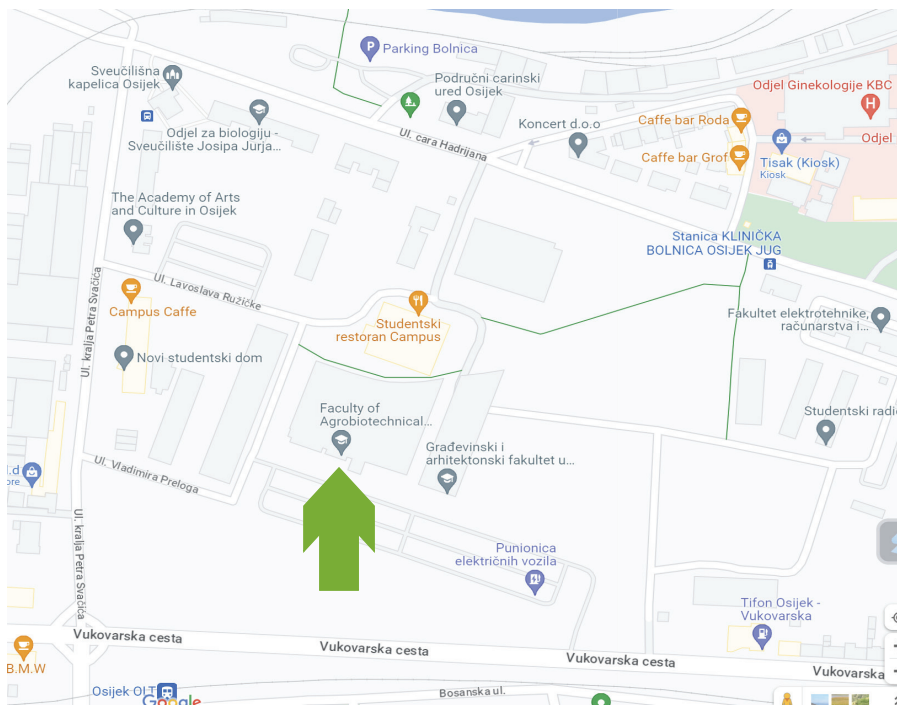 Parking Bolnica
Sveučilišna
kapelica Osijek
Područni carinski
ured Osijek
Odjel Ginekologije KBC
Koncert d.o.o
Caffe bar Roda
Odjel za biologiju -
Sveučilište Josipa Jurja...
Ul. cara Hadrijana
Odjel
Caffe bar Grof
Tisak (Kiosk)
Kiosk
The Academy of Arts
and Culture in Osijek
Stanica KLINIČKA
BOLNICA OSIJEK JUG
Ul. Lavoslava Ružičke
Campus Caffe
Ul. kralja Petra Svačića
Studentski
restoran Campus
Fakultet elektrotehnike,
računarstva i...
Novi studentski dom
Faculty of
Agrobiotechnical...
Studentski radio
Građevinski i
arhitektonski fakultet u...
Ul. Vladimira Preloga
l.d
ore
Ul. kralja Petra Svačića
Punionica
električnih vozila
Tifon Osijek -
Vukovarska
Vukovarska cesta
Vukovarska cesta
Vukovarska cesta
Vukovarska
B.M.W
Osijek OLT
Google
Bosanska ul.